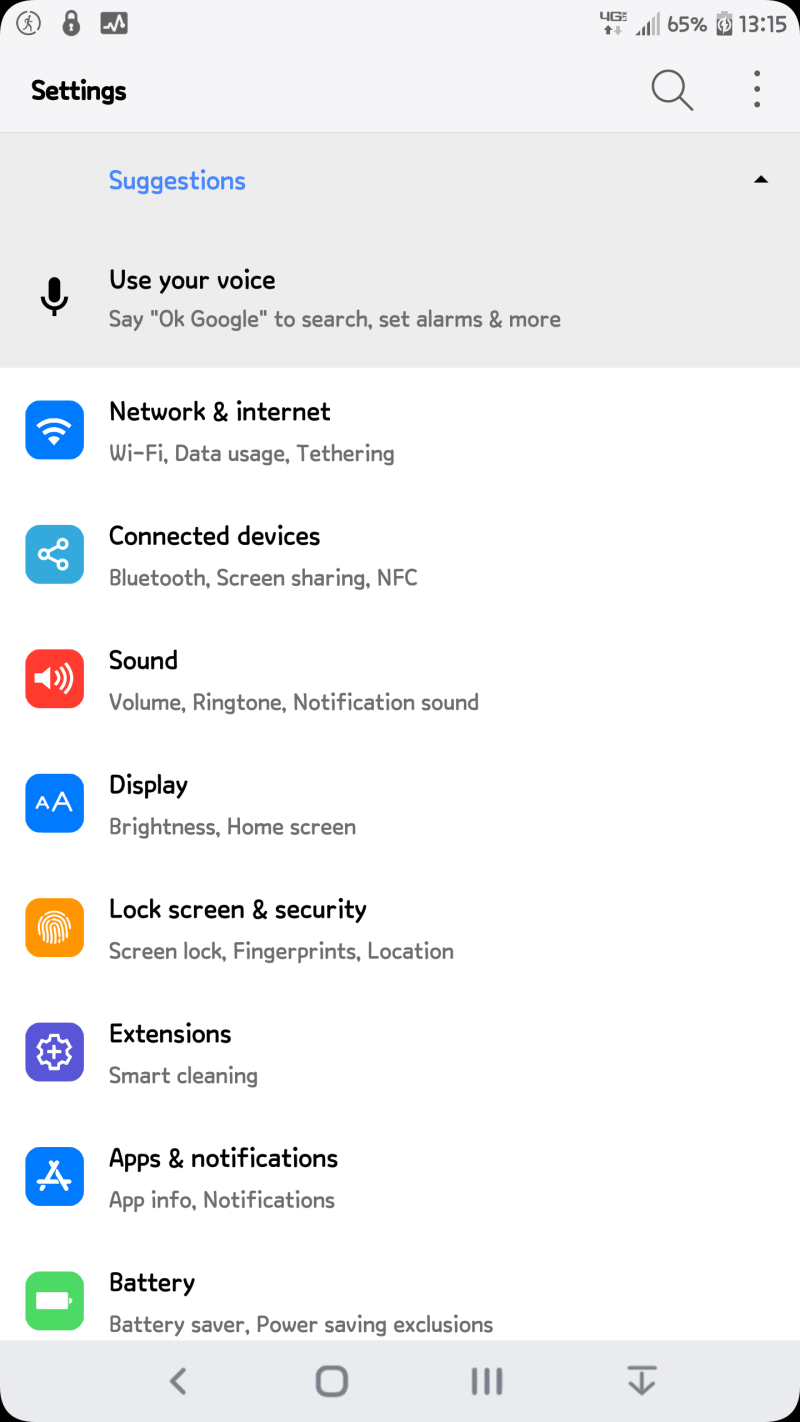 4G 65% 13:15
Settings
Suggestions
Use your voice
Say "Ok Google" to search, set alarms & more
Network & internet
Wi-Fi, Data usage, Tethering
Connected devices
Bluetooth, Screen sharing, NFC
Sound
Volume, Ringtone, Notification sound
AA
Display
Brightness, Home screen
Lock screen & security
Screen lock, Fingerprints, Location
Extensions
Smart cleaning
Apps & notifications
App info, Notifications
Battery
Battery saver, Power saving exclusions